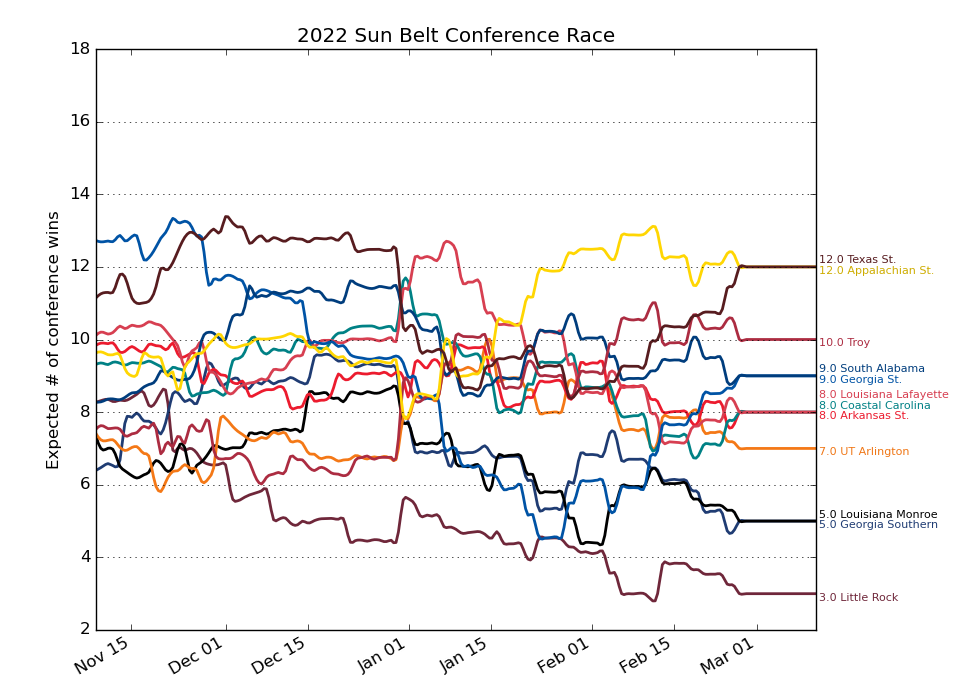 2022 Sun Belt Conference Race
Expected # of conference wins
18
16
14
12
10
8
6
4
2
Nov 15
Dec 01
Dec 15
Jan 01
Jan 15
Feb 01
Feb 15
Mar 01
12.0 Texas St.
12.0 Appalachian St.
10.0 Troy
9.0 South Alabama
9.0 Georgia St.
8.0 Louisiana Lafayette
8.0 Coastal Carolina
8.0 Arkansas St.
7.0 UT Arlington
5.0 Louisiana Monroe
5.0 Georgia Southern
3.0 Little Rock